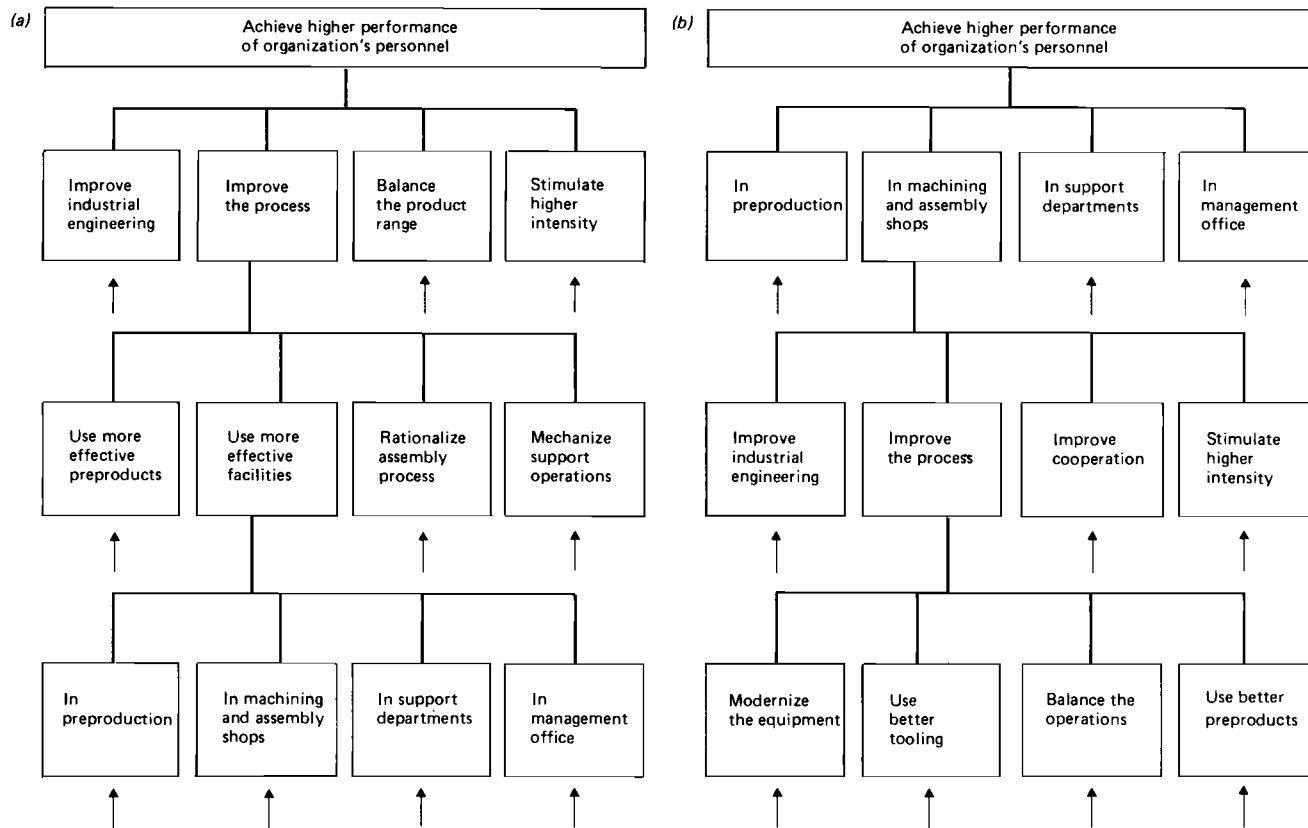 (a)
Achieve higher performance
of organization's personnel
Improve
industrial
engineering
Improve
the process
Balance
the product
range
Stimulate
higher
intensity
Use more
effective
preproducts
Use more
effective
facilities
Rationalize
assembly
process
Mechanize
support
operations
In
preproduction
In machining
and assembly
shops
In support
departments
In
management
office
(b)
Achieve higher performance
of organization's personnel
In
preproduction
In machining
and assembly
shops
In support
departments
In
management
office
Improve
industrial
engineering
Improve
the process
Improve
cooperation
Stimulate
higher
intensity
Modernize
the equipment
Use
better
tooling
Balance the
operations
Use better
preproducts